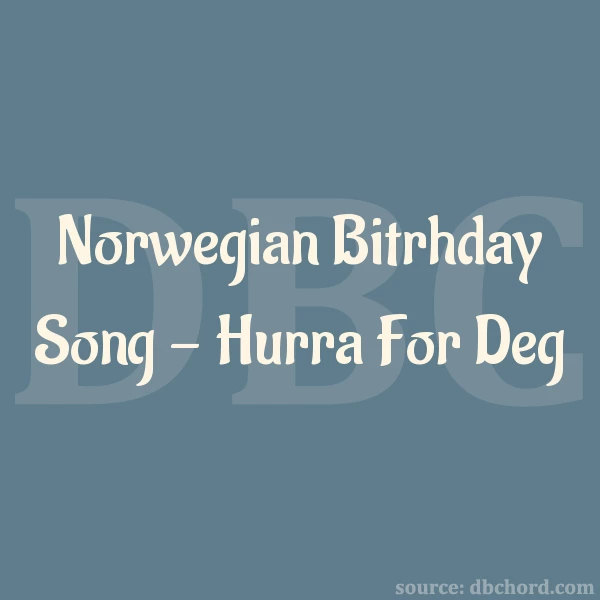 DBC
Norwegian Bitrhday
Song – Hurra For Deg
source: dbchord.com